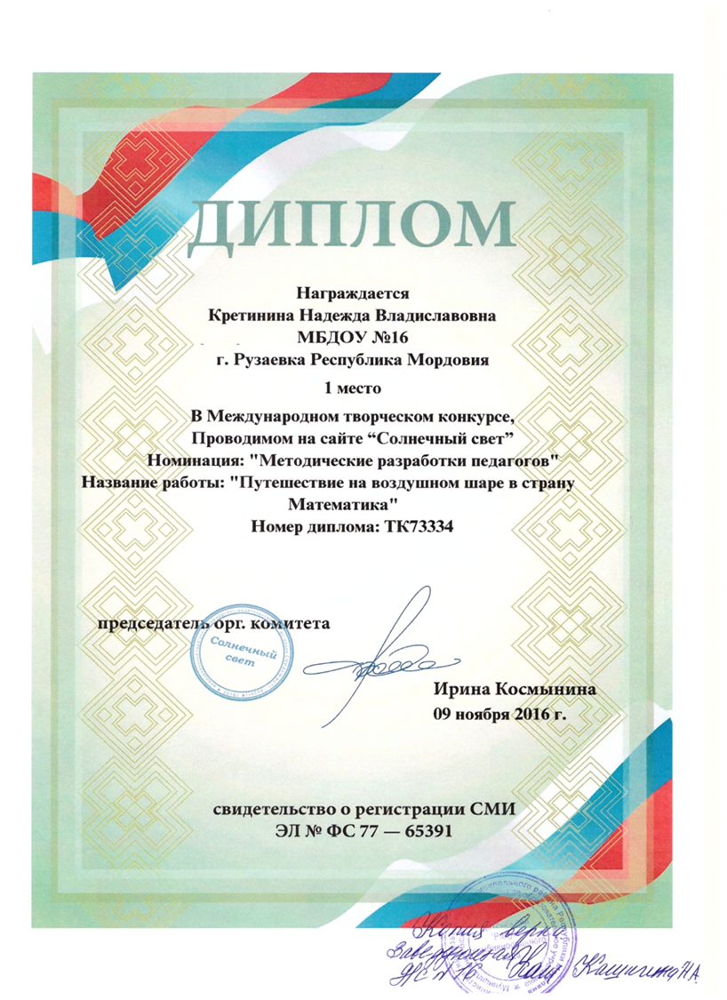 ДИПЛОМ
Награждается
Кретинина Надежда Владиславовна
МБДОУ №16
г. Рузаевка Республика Мордовия
1 место
В Международном творческом конкурсе,
Проводимом на сайте “Солнечный свет”
Номинация: "Методические разработки педагогов"
Название работы: "Путешествие на воздушном шаре в страну
Математика"
Номер диплома: ТК73334
председатель орг. комитета
Солнечный
свет
Ирина Космынина
09 ноября 2016 г.
свидетельство о регистрации СМИ
ЭЛ № ФС 77 — 65391
Копия верна
Заведующая